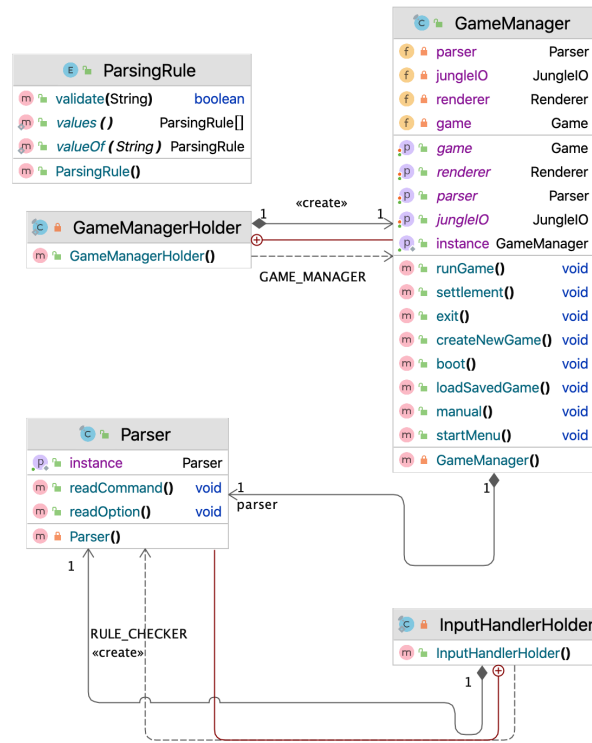 GameManager
parser Parser
jungleIO JungleIO
renderer Renderer
game Game
game Game
renderer Renderer
parser Parser
jungleIO JungleIO
instance GameManager
runGame() void
settlement() void
exit() void
createNewGame() void
boot() void
loadSavedGame() void
manual() void
startMenu() void
GameManager()
ParsingRule
validate(String) boolean
values () ParsingRule[]
valueOf (String) ParsingRule
ParsingRule()
«create»
1 1
GameManagerHolder
GameManagerHolder()
GAME_MANAGER
Parser
instance Parser
readCommand() void
readOption() void
Parser()
1
1
parser
1
RULE_CHECKER
«create»
InputHandlerHolder
InputHandlerHolder()
1